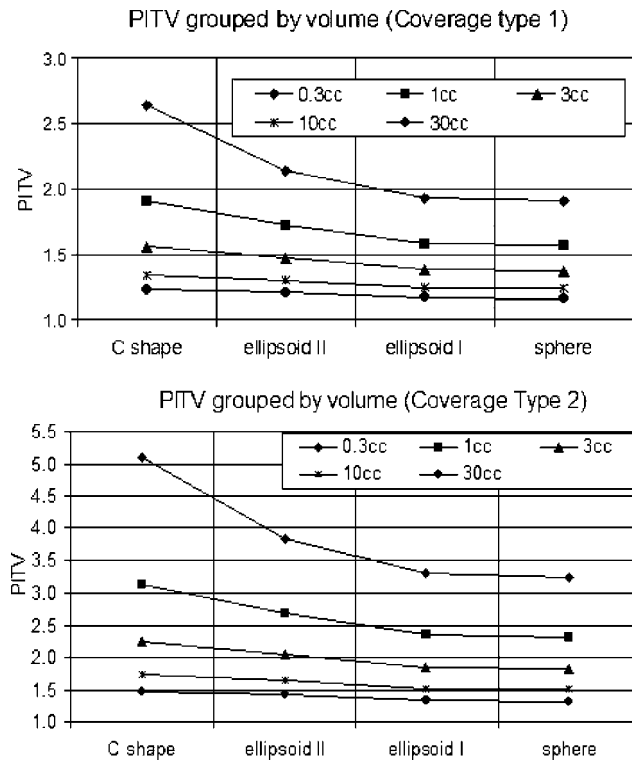 PITV grouped by volume (Coverage type 1)
3.0
2.5
2.0
1.5
1.0
PITV
0.3cc 1cc 3cc
10cc 30cc
C shape ellipsoid II ellipsoid I sphere
PITV grouped by volume (Coverage Type 2)
5.5
5.0
4.5
4.0
3.5
3.0
2.5
2.0
1.5
1.0
PITV
0.3cc 1cc 3cc
10cc 30cc
C shape ellipsoid II ellipsoid I sphere